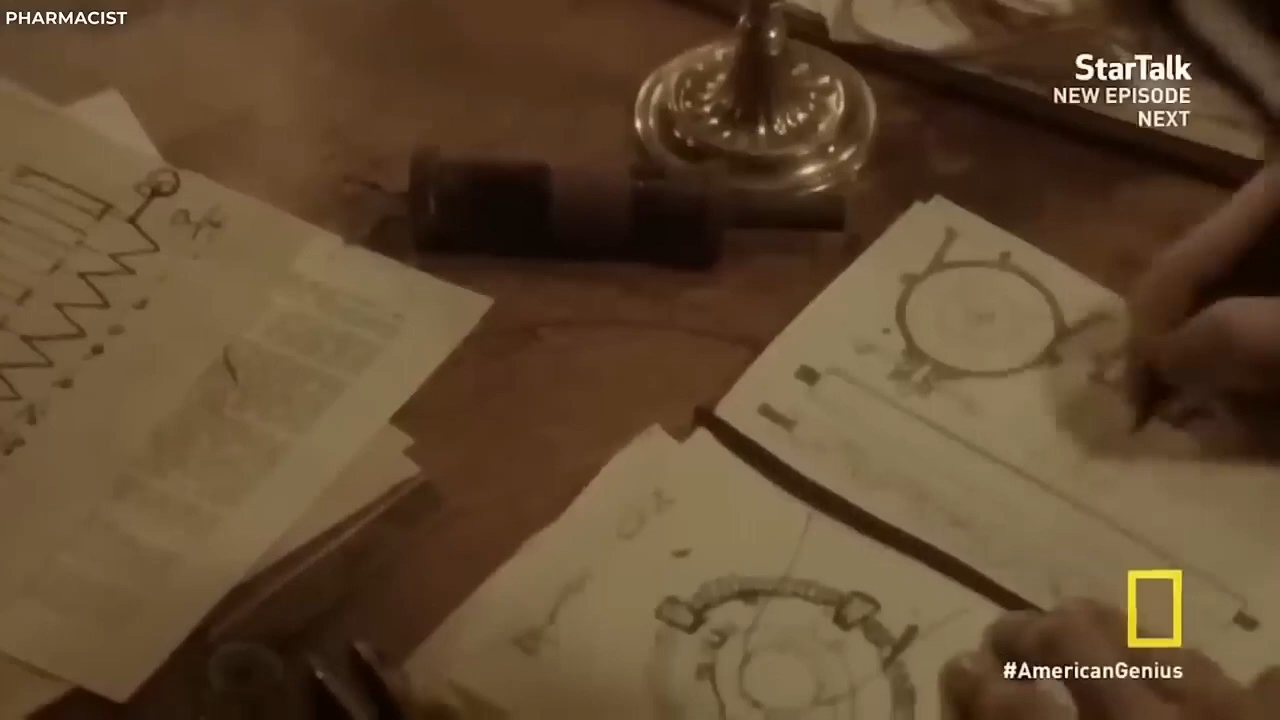 PHARMACIST
StarTalk
NEW EPISODE
NEXT
#AmericanGenius